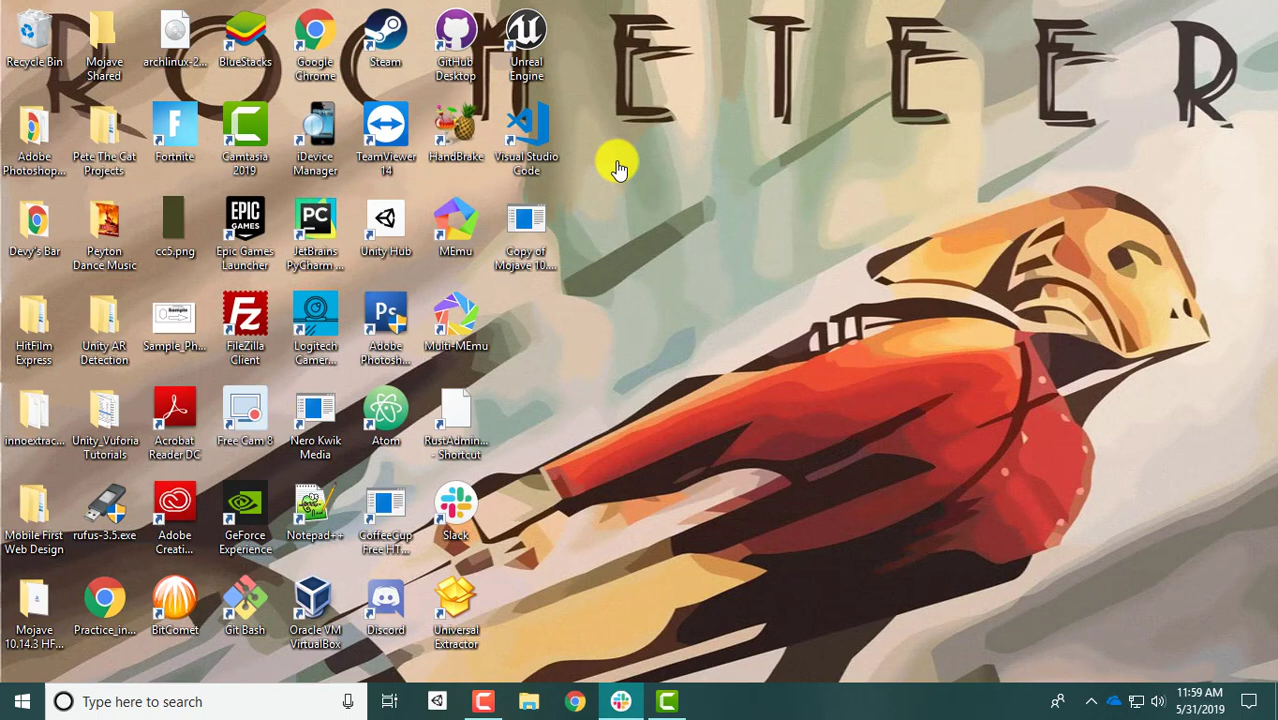 ROCKETEER
Recycle Bin
Mojave
Shared
archlinux-2...
BlueStacks
Google
Chrome
Steam
GitHub
Desktop
Unreal
Engine
Adobe
Photoshop...
Pete The Cat
Projects
Fortnite
Camtasia
2019
iDevice
Manager
TeamViewer
14
HandBrake
Visual Studio
Code
Devy's Bar
Peyton
Dance Music
cc5.png
EPIC
GAMES
Epic Games
Launcher
PC
JetBrains
PyCharm ...
Unity Hub
MEmu
Copy of
Mojave 10....
HitFilm
Express
Unity AR
Detection
Sample
Sample_Ph...
FileZilla
Client
Logitech
Gamer...
Ps
Adobe
Photosh...
Multi-MEmu
innoextrac...
Unity_Vuforia
Tutorials
Acrobat
Reader DC
Free Cam 8
Nero Kwik
Media
Atom
RustAdmin...
- Shortcut
Mobile First
Web Design
rufus-3.5.exe
Adobe
Creati...
GeForce
Experience
Notepad++
CoffeeCup
Free HT...
Slack
Mojave
10.14.3 HF...
Practice_in...
BitComet
Git Bash
Oracle VM
VirtualBox
Discord
Universal
Extractor
Type here to search
11:59 AM
5/31/2019